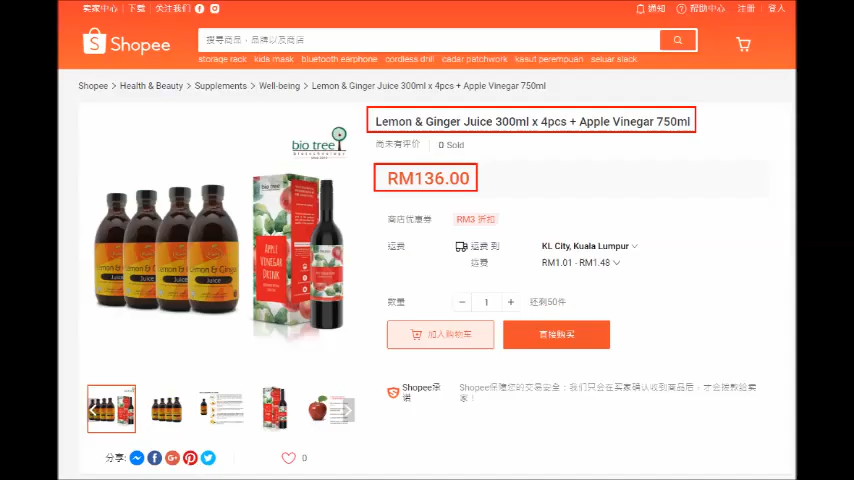 卖家中心 下载 关注我们
通知 帮助中心 注册 登入
Shopee
搜寻商品，品牌以及商店
storage rack kids mask bluetooth earphone cordless drill cadar patchwork kasut perempuan seluar slack
Shopee > Health & Beauty > Supplements > Well-being > Lemon & Ginger Juice 300ml x 4pcs + Apple Vinegar 750ml
Lemon & Ginger Juice 300ml x 4pcs + Apple Vinegar 750ml
尚未有评价 0 Sold
RM136.00
bio tree
商店优惠券 RM3 折扣
运费 运费 到 KL City, Kuala Lumpur
运费 RM1.01 - RM1.48
bio tree
Lemon & Ginger
Juice
APPLE
VINEGAR
DRINK
数量 − 1 + 还剩50件
加入购物车 直接购买
Shopee承诺 Shopee保障您的交易安全：我们只会在买家确认收到商品后，才会拨款给卖家！
分享: 0